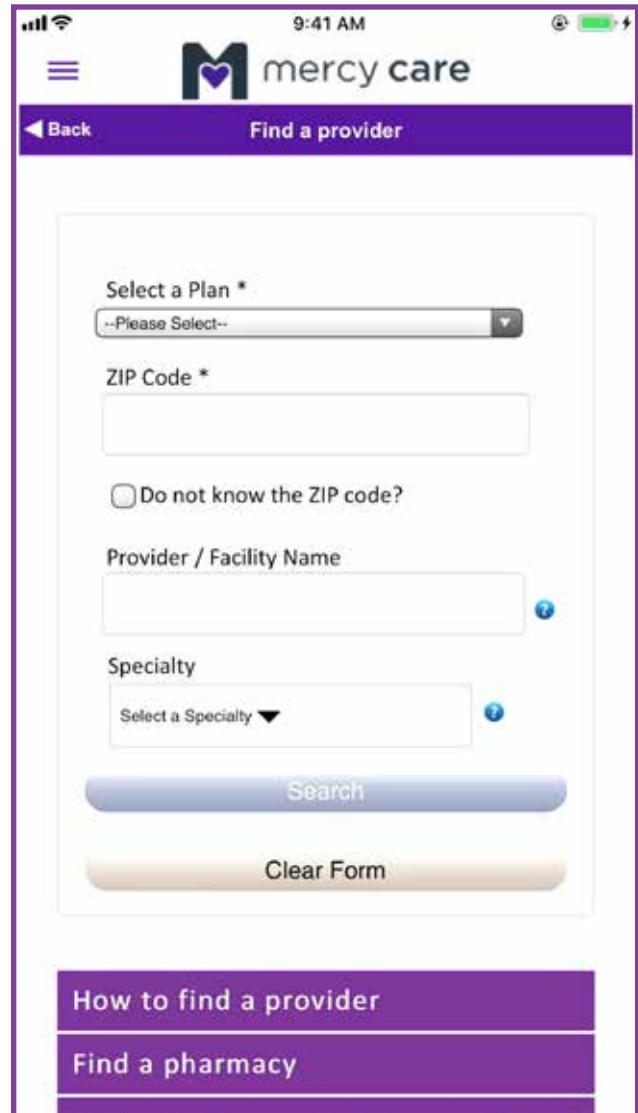 9:41 AM
mercy care
Back
Find a provider
Select a Plan *
--Please Select--
ZIP Code *
Do not know the ZIP code?
Provider / Facility Name
?
Specialty
Select a Specialty
?
Search
Clear Form
How to find a provider
Find a pharmacy